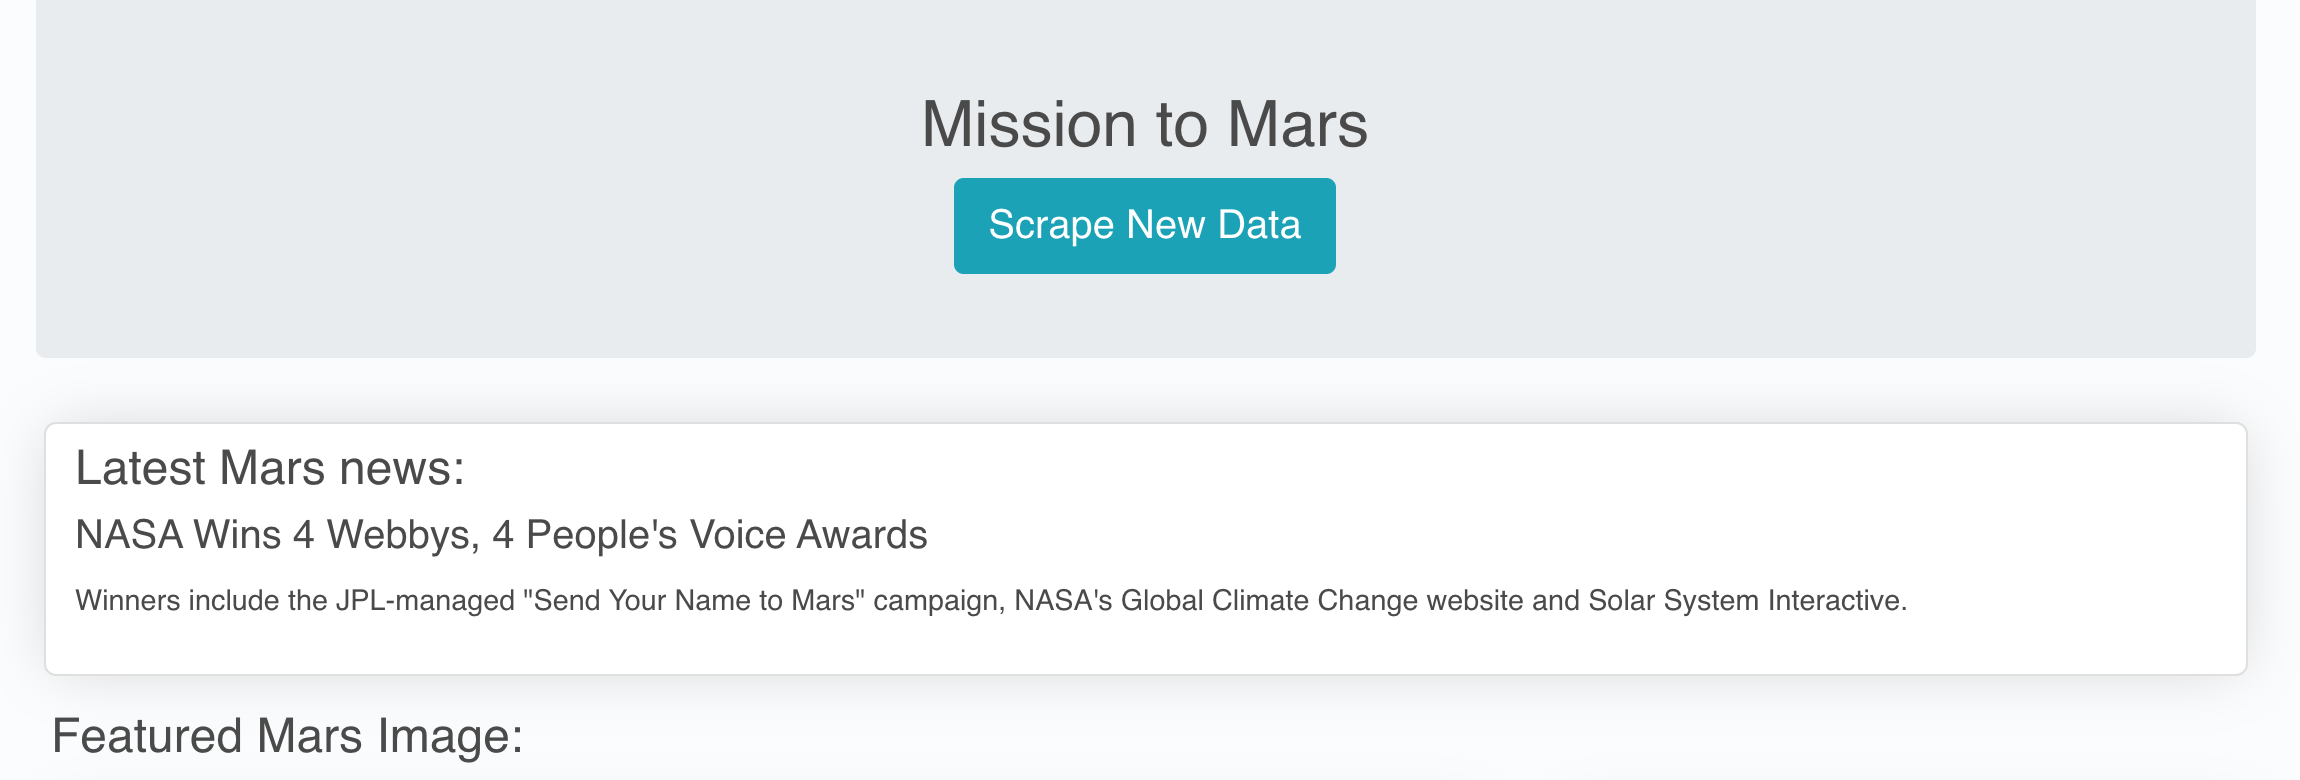 Mission to Mars
Scrape New Data
Latest Mars news:
NASA Wins 4 Webbys, 4 People's Voice Awards
Winners include the JPL-managed "Send Your Name to Mars" campaign, NASA's Global Climate Change website and Solar System Interactive.
Featured Mars Image: